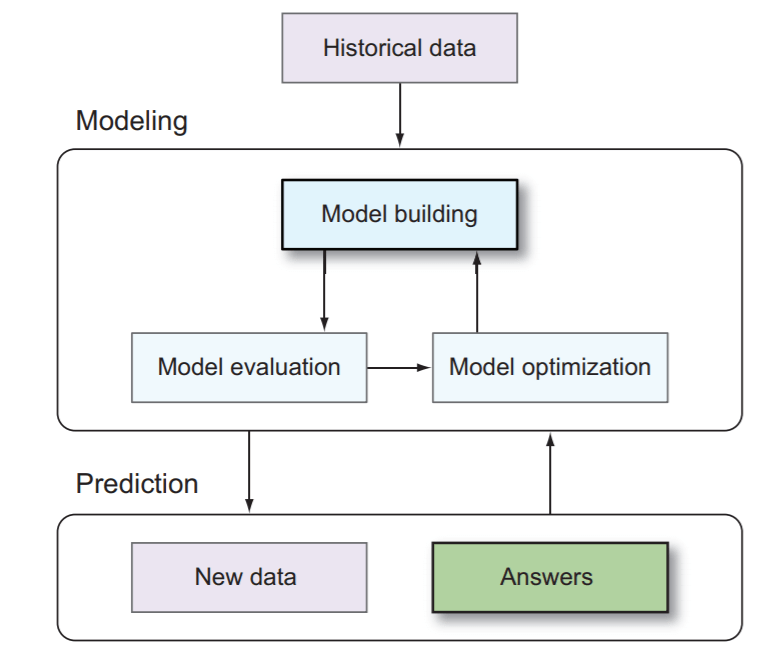 Historical data
Modeling
Model building
Model evaluation
Model optimization
Prediction
New data
Answers